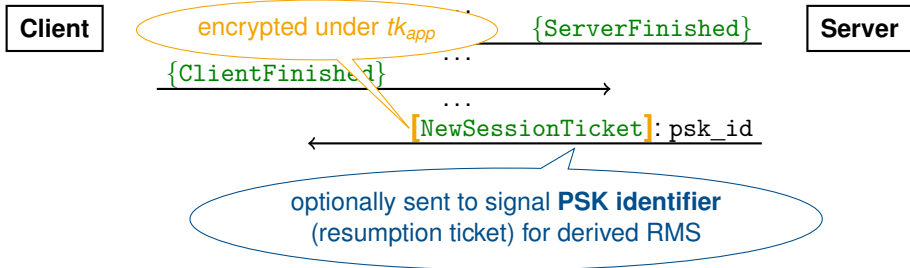 ...
Client
encrypted under tk_app
{ServerFinished}
Server
...
{ClientFinished}
...
[NewSessionTicket]: psk_id
optionally sent to signal PSK identifier
(resumption ticket) for derived RMS